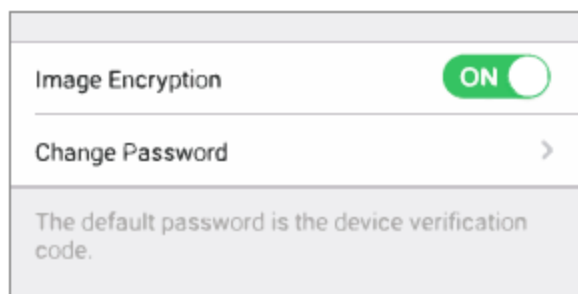 Image Encryption
ON
Change Password
The default password is the device verification
code.